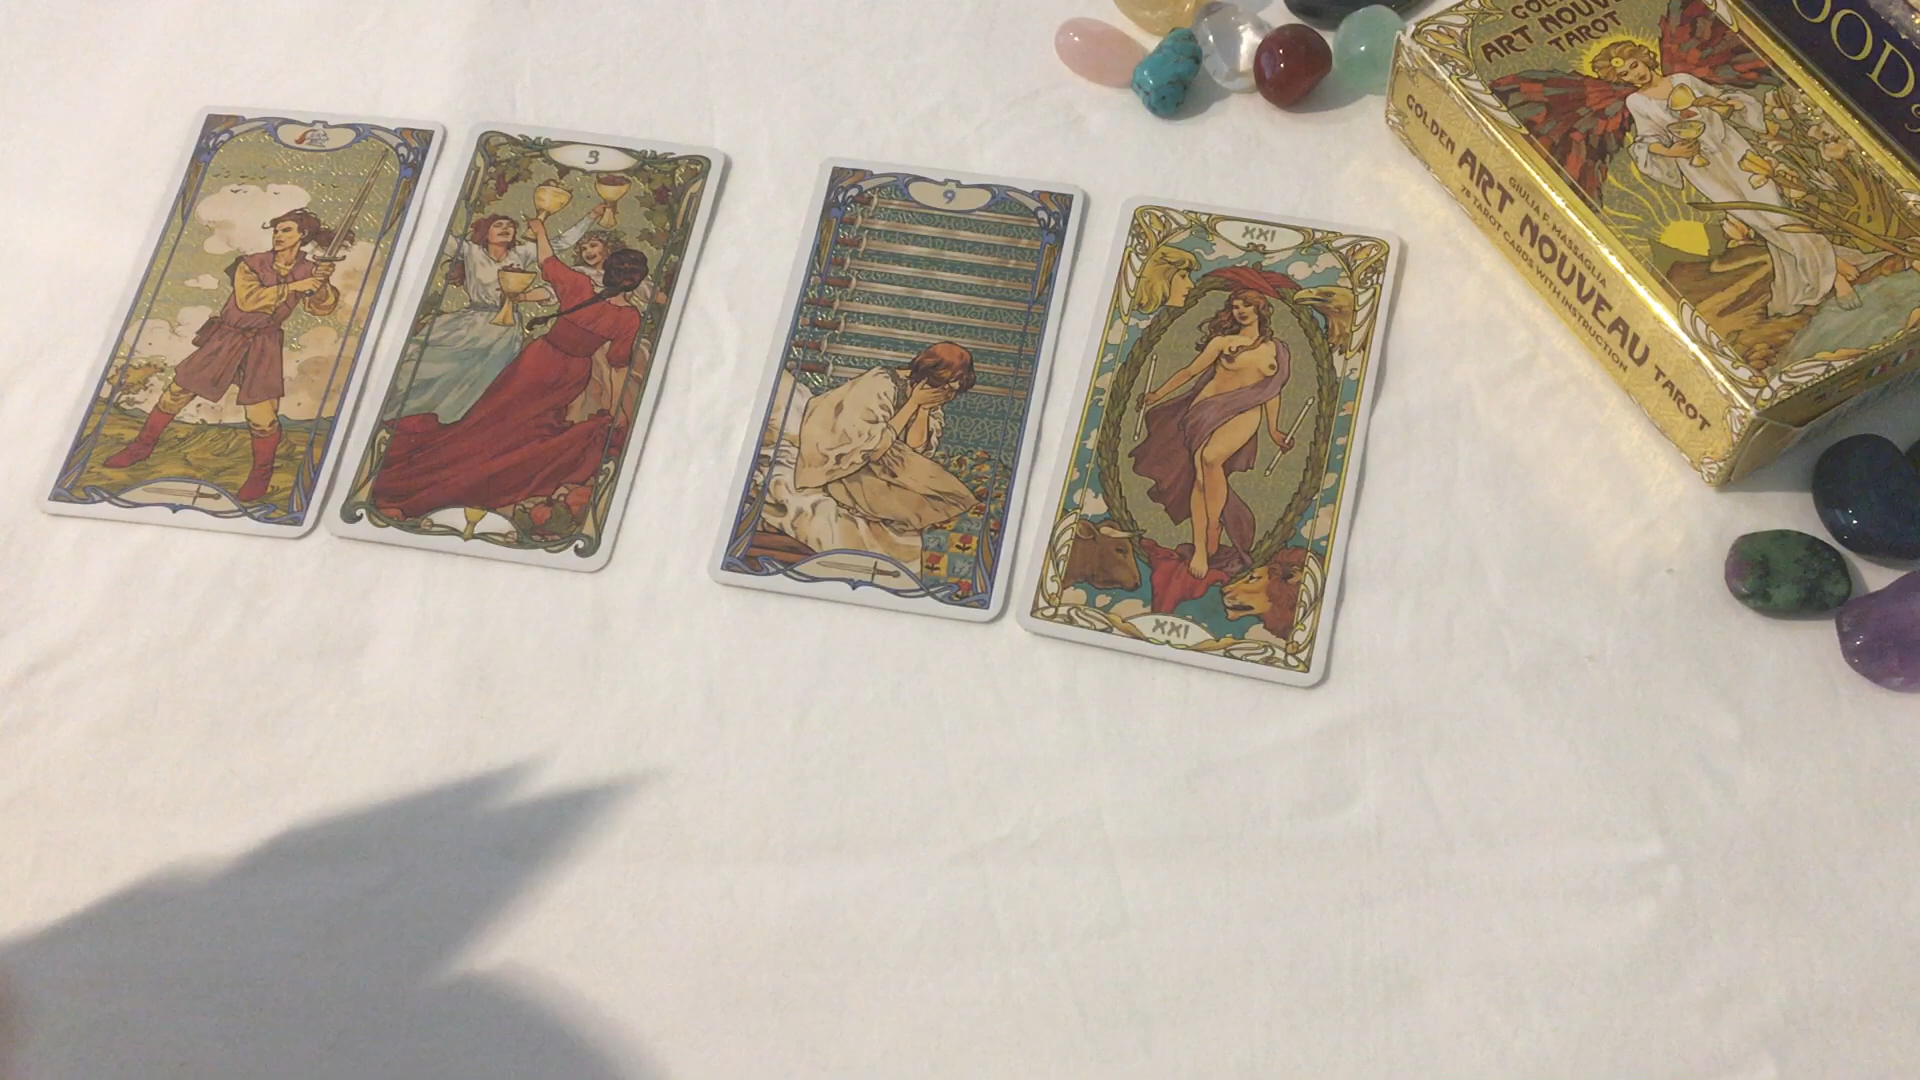 3
9
XXI
XXI
GOLDEN
ART NOUVEAU
TAROT
GOLDEN ART NOUVEAU TAROT
GIULIA F. MASSAGLIA
78 TAROT CARDS WITH INSTRUCTION